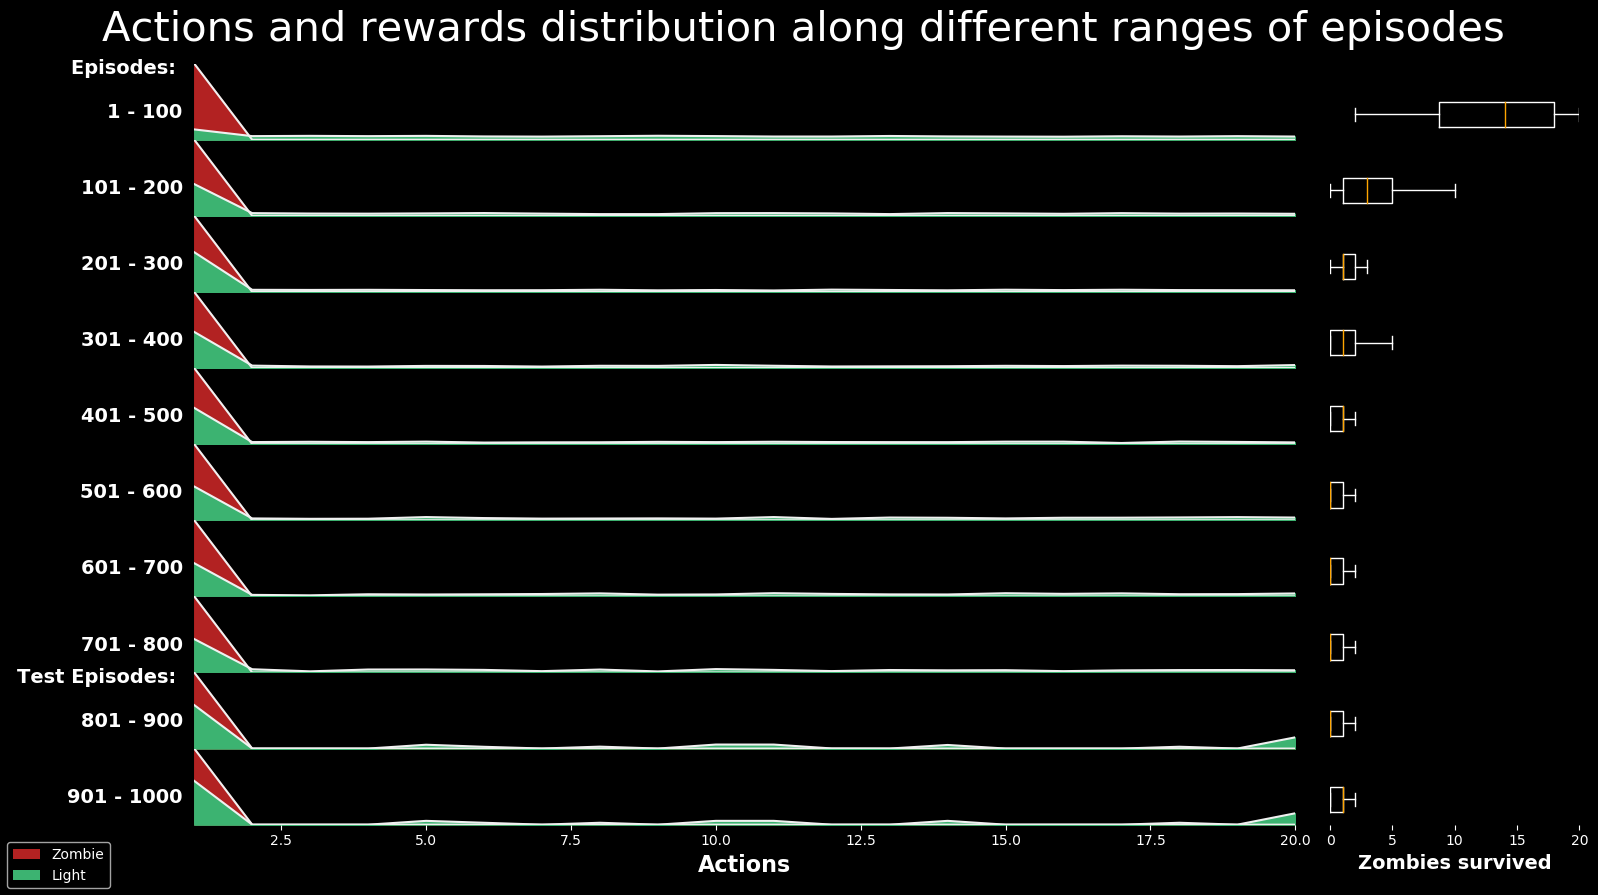 Actions and rewards distribution along different ranges of episodes
Episodes:
1 - 100
101 - 200
201 - 300
301 - 400
401 - 500
501 - 600
601 - 700
701 - 800
Test Episodes:
801 - 900
901 - 1000
2.5 5.0 7.5 10.0 12.5 15.0 17.5 20.0
Actions
0 5 10 15 20
Zombies survived
Zombie
Light